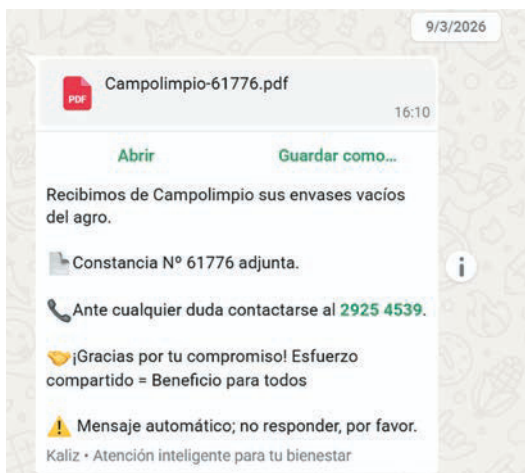 9/3/2026
Campolimpio-61776.pdf
PDF
16:10
Abrir Guardar como...
Recibimos de Campolimpio sus envases vacíos
del agro.
Constancia Nº 61776 adjunta.
Ante cualquier duda contactarse al 2925 4539.
¡Gracias por tu compromiso! Esfuerzo
compartido = Beneficio para todos
Mensaje automático; no responder, por favor.
Kaliz • Atención inteligente para tu bienestar